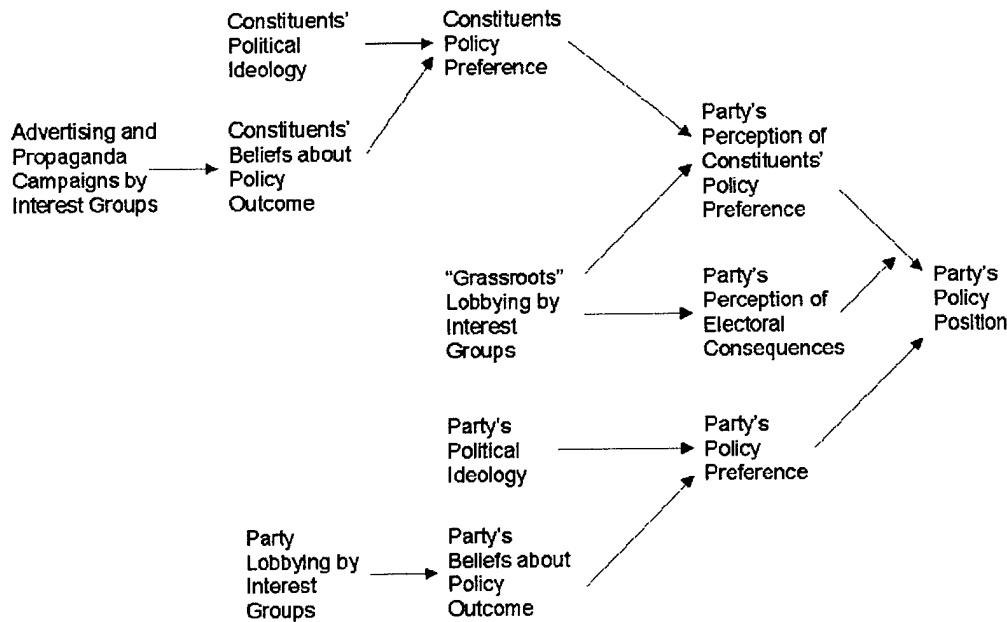 Constituents'
Political
Ideology
Constituents
Policy
Preference
Advertising and
Propaganda
Campaigns by
Interest Groups
Constituents'
Beliefs about
Policy
Outcome
Party's
Perception of
Constituents'
Policy
Preference
"Grassroots"
Lobbying by
Interest
Groups
Party's
Perception of
Electoral
Consequences
Party's
Policy
Position
Party's
Political
Ideology
Party's
Policy
Preference
Party
Lobbying by
Interest
Groups
Party's
Beliefs about
Policy
Outcome